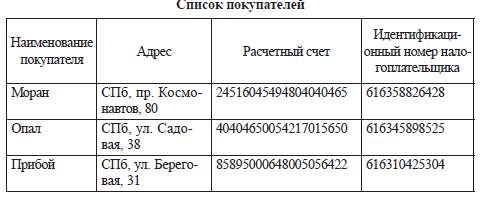 Список покупателей
Наименование покупателя Адрес Расчетный счет Идентификаци-
онный номер нало-
гоплательщика
Моран СПб, пр. Космо- 24516045494804040465 616358826428
навтов, 80
Опал СПб, ул. Садо- 40404650054217015650 616345898525
вая, 38
Прибой СПб, ул. Берего- 85895000648005056422 616310425304
вая, 31